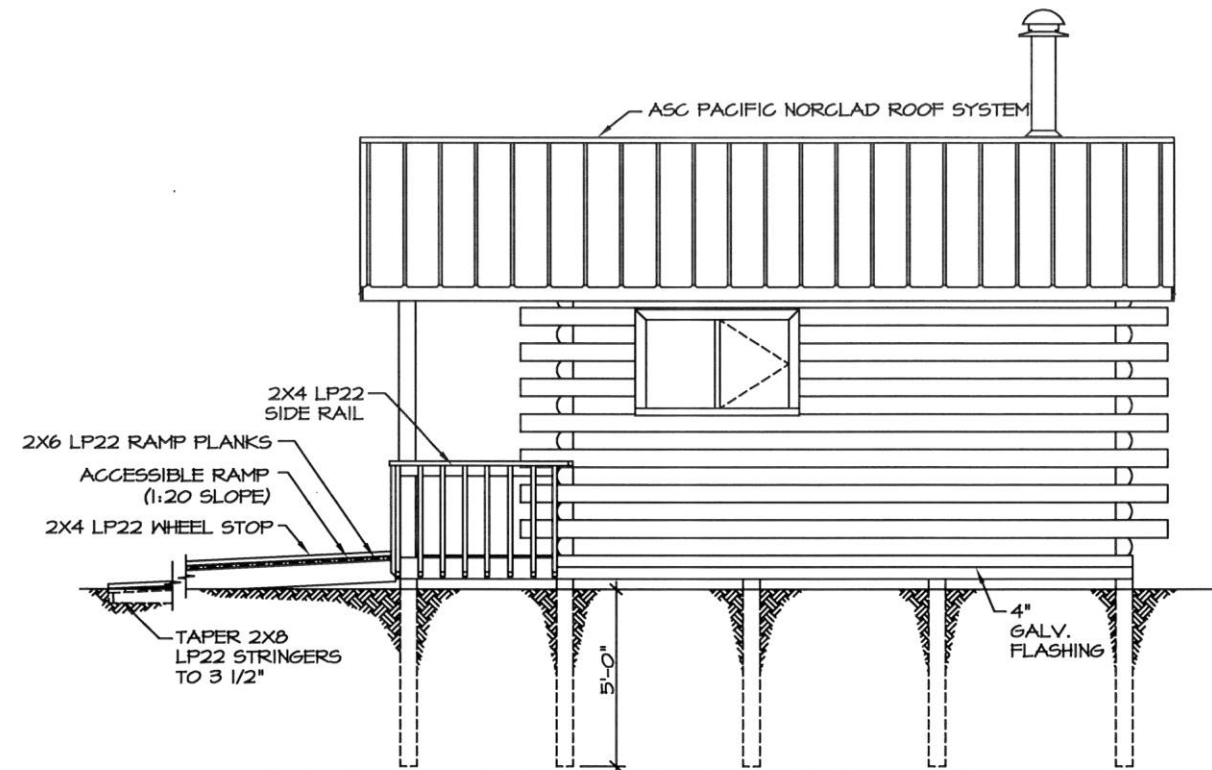 ASC PACIFIC NORCLAD ROOF SYSTEM
2X4 LP22
SIDE RAIL
2X6 LP22 RAMP PLANKS
ACCESSIBLE RAMP
(1:20 SLOPE)
2X4 LP22 WHEEL STOP
TAPER 2X8
LP22 STRINGERS
TO 3 1/2"
5'-0"
4"
GALV.
FLASHING